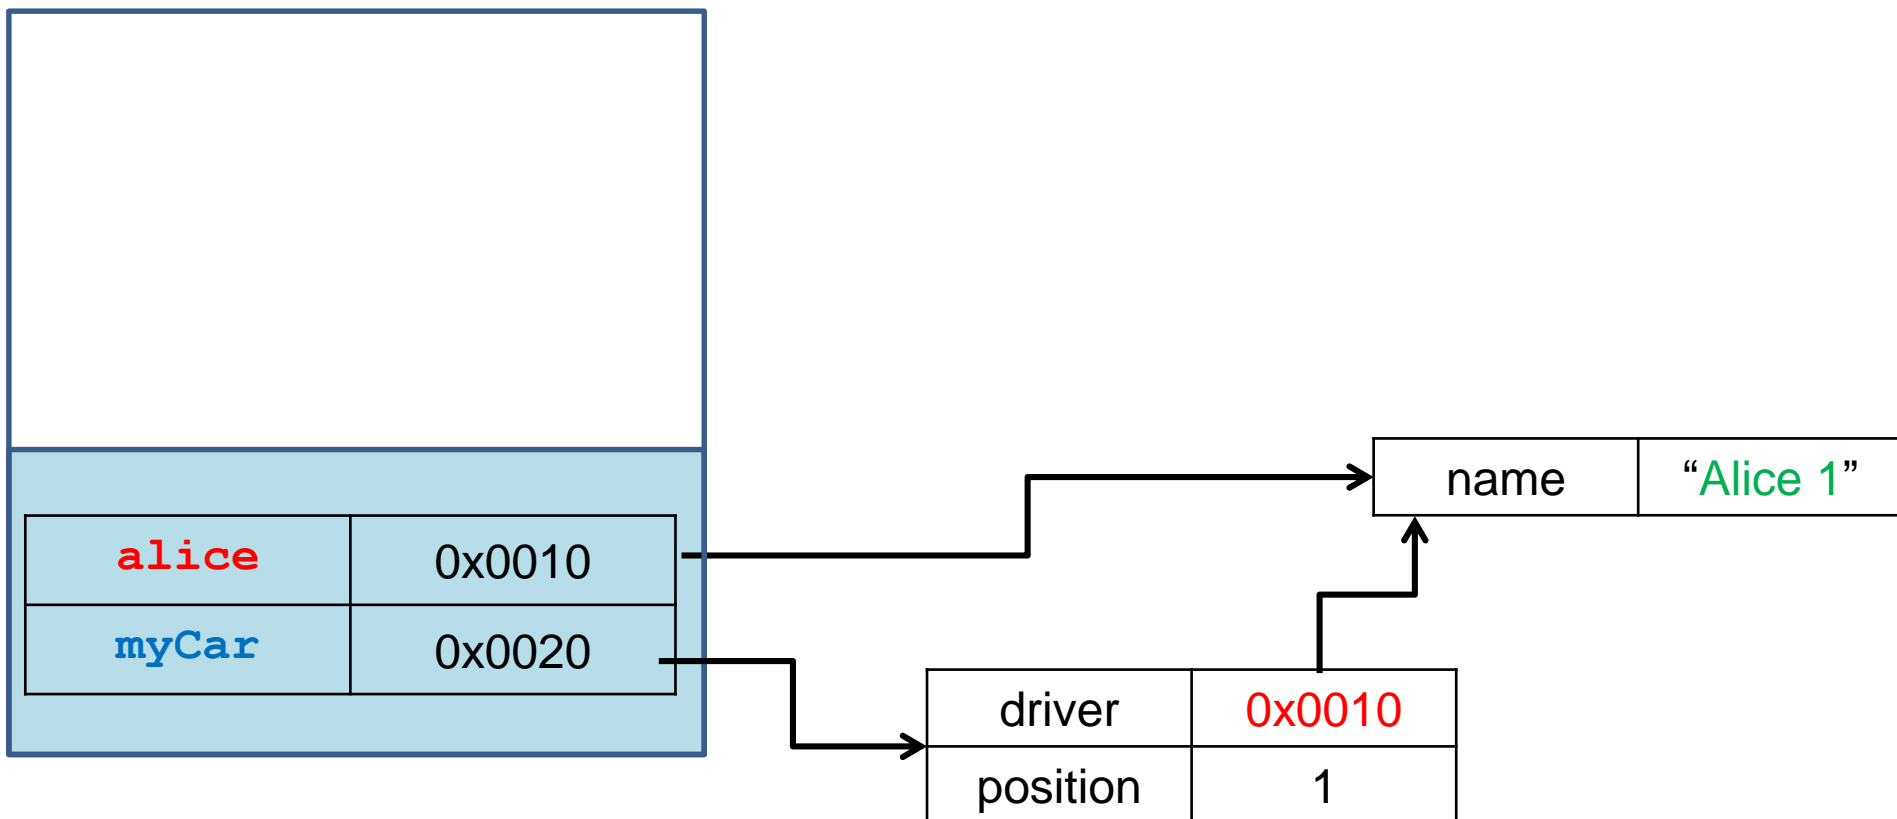 name “Alice 1”
alice 0x0010
myCar 0x0020
driver 0x0010
position 1